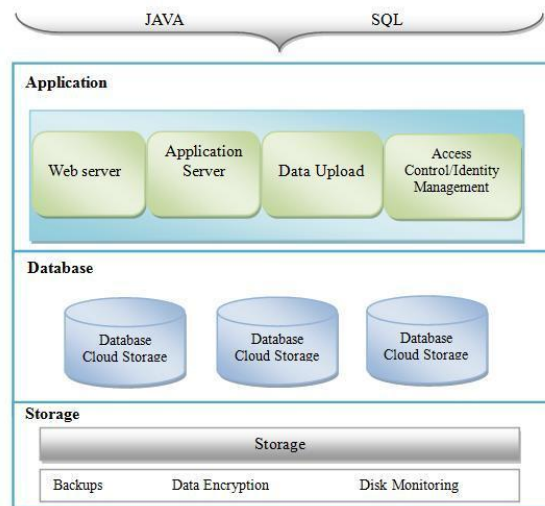 JAVA SQL
Application
Web server
Application
Server
Data Upload
Access
Control/Identity
Management
Database
Database
Cloud Storage
Database
Cloud Storage
Database
Cloud Storage
Storage
Storage
Backups Data Encryption Disk Monitoring